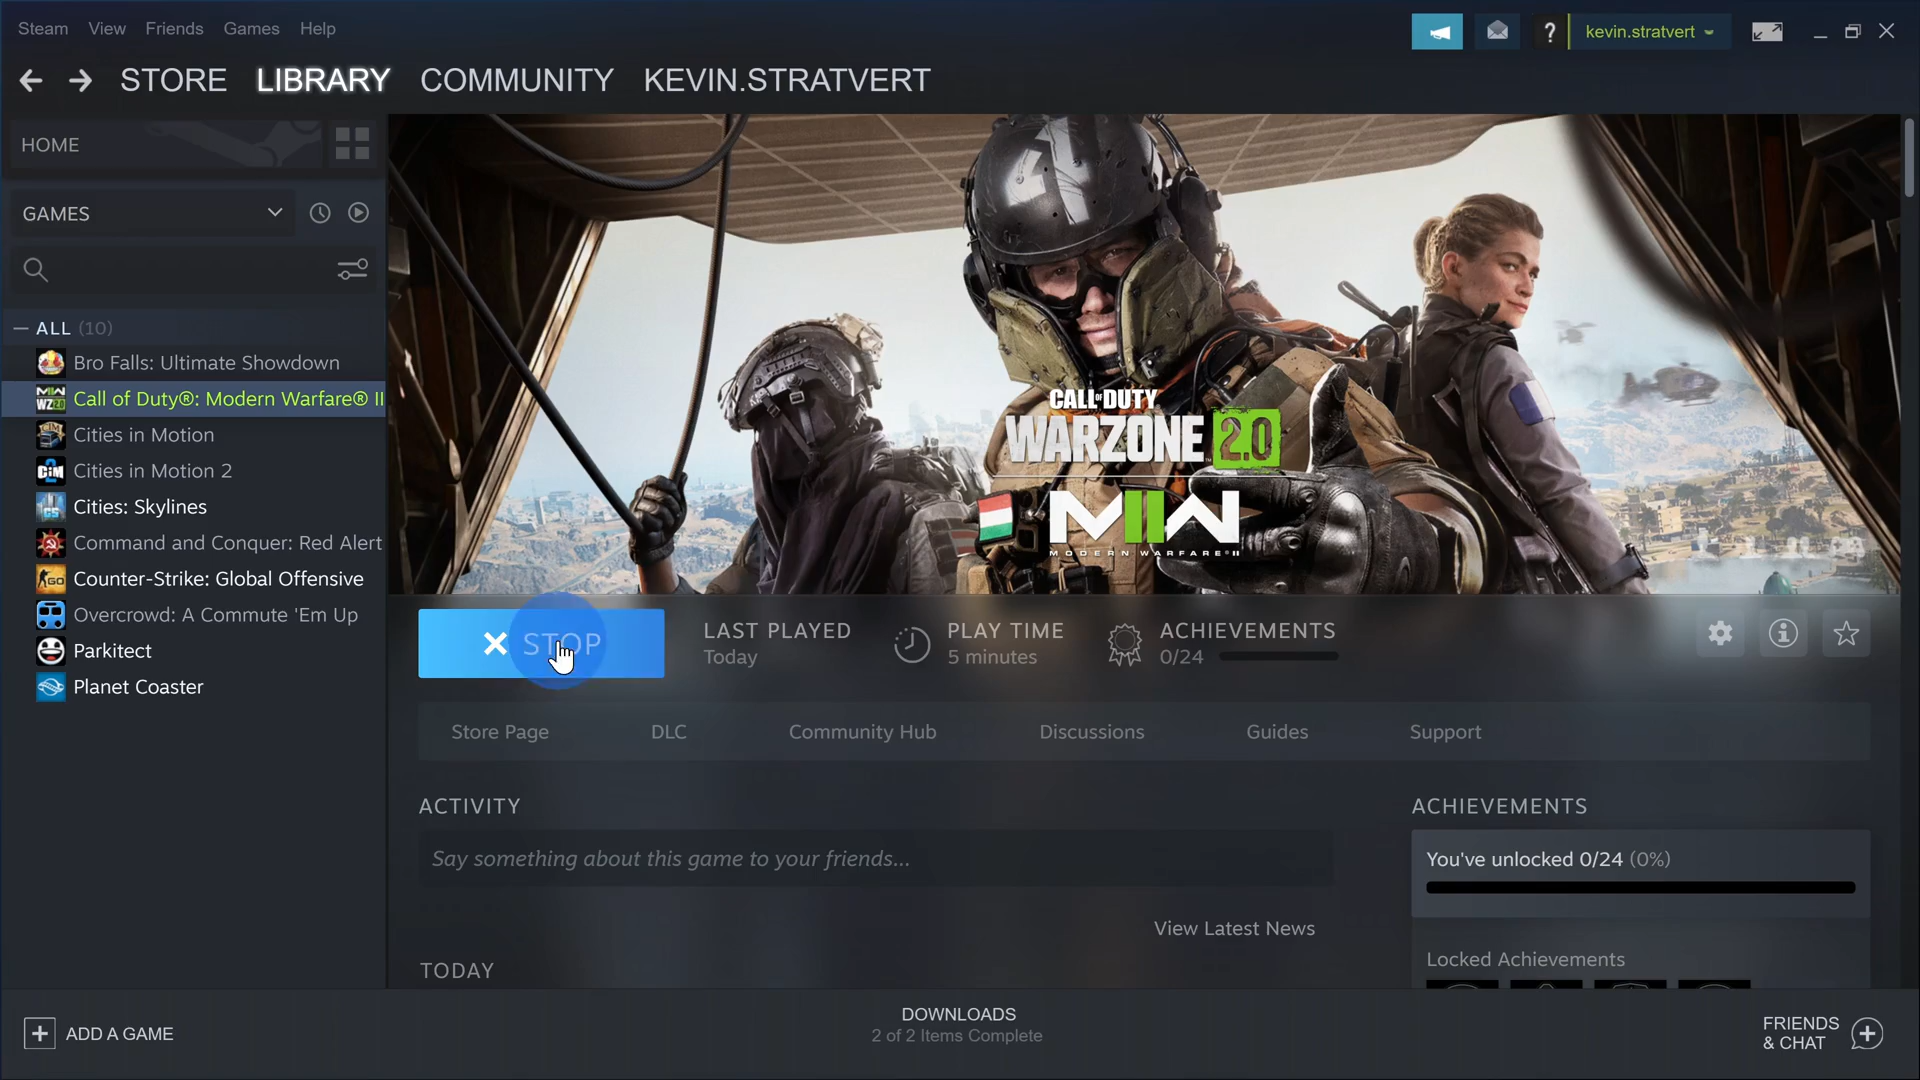 Steam View Friends Games Help
kevin.stratvert
STORE LIBRARY COMMUNITY KEVIN.STRATVERT
HOME
GAMES
ALL (10)
Bro Falls: Ultimate Showdown
Call of Duty®: Modern Warfare® II
Cities in Motion
Cities in Motion 2
Cities: Skylines
Command and Conquer: Red Alert
Counter-Strike: Global Offensive
Overcrowd: A Commute 'Em Up
Parkitect
Planet Coaster
CALL OF DUTY
WARZONE 2.0
MWII
MODERN WARFARE® II
STOP
LAST PLAYED
Today
PLAY TIME
5 minutes
ACHIEVEMENTS
0/24
Store Page DLC Community Hub Discussions Guides Support
ACTIVITY
Say something about this game to your friends...
View Latest News
TODAY
ACHIEVEMENTS
You've unlocked 0/24 (0%)
Locked Achievements
ADD A GAME
DOWNLOADS
2 of 2 Items Complete
FRIENDS
& CHAT